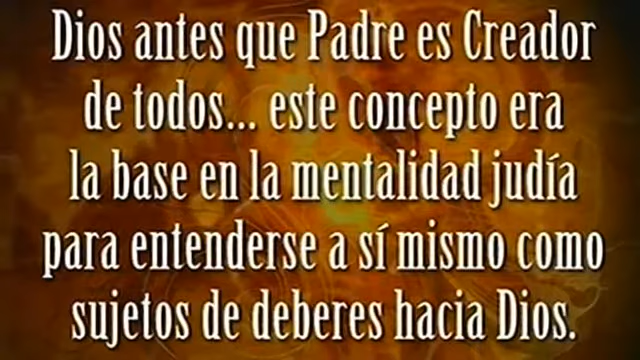 Dios antes que Padre es Creador
de todos... este concepto era
la base en la mentalidad judía
para entenderse a sí mismo como
sujetos de deberes hacia Dios.